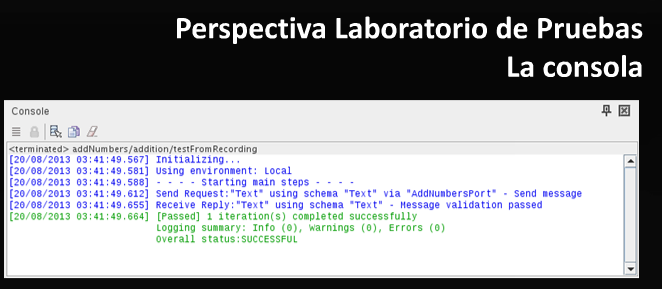 Perspectiva Laboratorio de Pruebas
La consola
Console
<terminated> addNumbers/addition/testFromRecording
[20/08/2013 03:41:49.567] Initializing...
[20/08/2013 03:41:49.581] Using environment: Local
[20/08/2013 03:41:49.588] - - - - Starting main steps - - - -
[20/08/2013 03:41:49.612] Send Request:"Text" using schema "Text" via "AddNumbersPort" - Send message
[20/08/2013 03:41:49.655] Receive Reply:"Text" using schema "Text" - Message validation passed
[20/08/2013 03:41:49.664] [Passed] 1 iteration(s) completed successfully
Logging summary: Info (0), Warnings (0), Errors (0)
Overall status:SUCCESSFUL